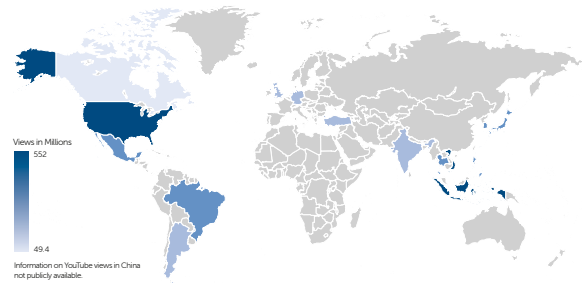 Views in Millions
552
49.4
Information on YouTube views in China
not publicly available.